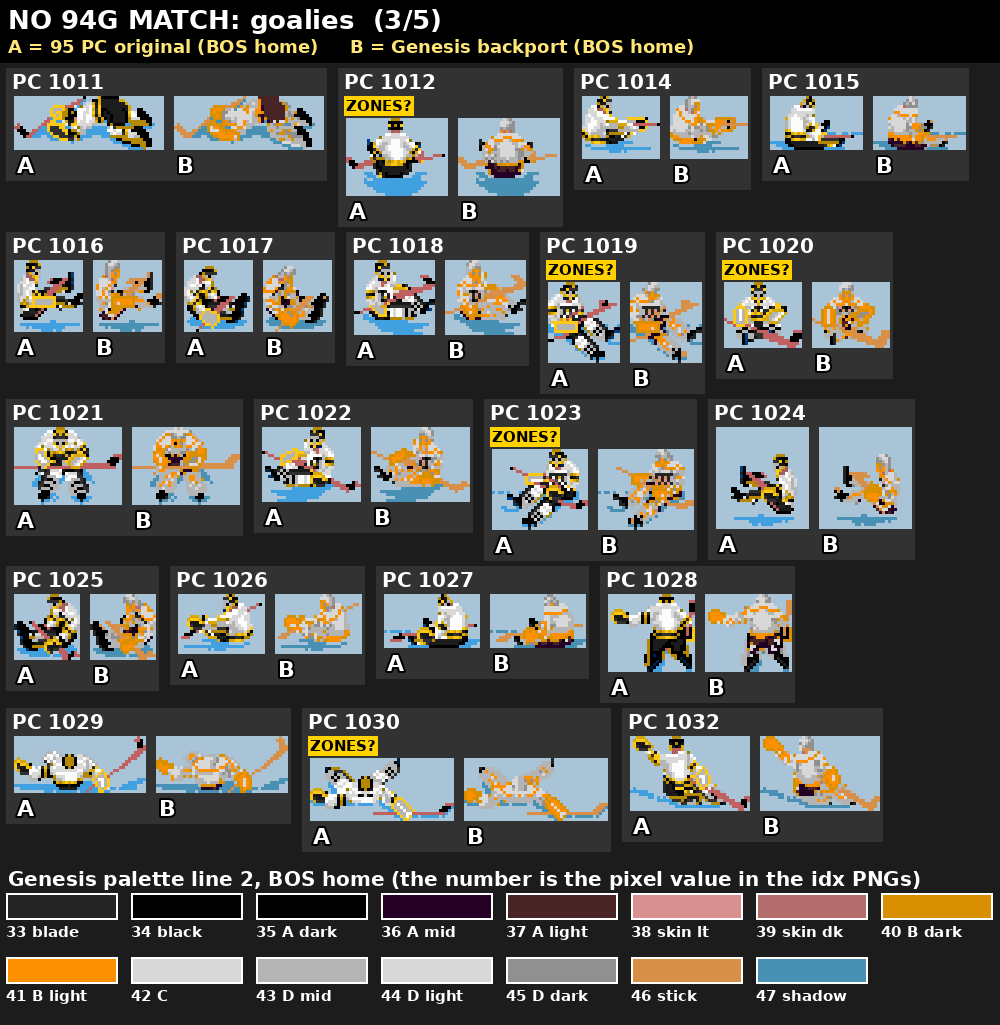 NO 94G MATCH: goalies  (3/5)
A = 95 PC original (BOS home)     B = Genesis backport (BOS home)
PC 1011
A B
PC 1012
ZONES?
A B
PC 1014
A B
PC 1015
A B
PC 1016
A B
PC 1017
A B
PC 1018
A B
PC 1019
ZONES?
A B
PC 1020
ZONES?
A B
PC 1021
A B
PC 1022
A B
PC 1023
ZONES?
A B
PC 1024
A B
PC 1025
A B
PC 1026
A B
PC 1027
A B
PC 1028
A B
PC 1029
A B
PC 1030
ZONES?
A B
PC 1032
A B
Genesis palette line 2, BOS home (the number is the pixel value in the idx PNGs)
33 blade 34 black 35 A dark 36 A mid 37 A light 38 skin lt 39 skin dk 40 B dark
41 B light 42 C 43 D mid 44 D light 45 D dark 46 stick 47 shadow